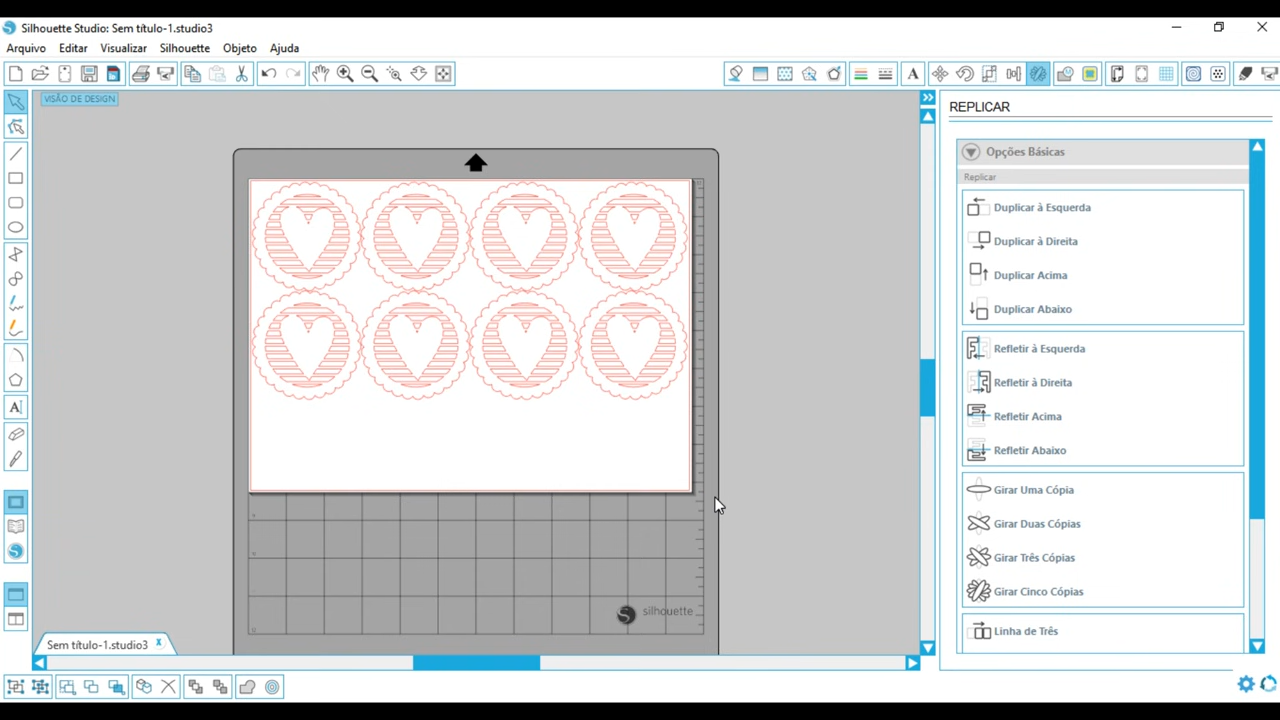 Silhouette Studio: Sem título-1.studio3
Arquivo Editar Visualizar Silhouette Objeto Ajuda
VISÃO DE DESIGN
REPLICAR
Opções Básicas
Replicar
Duplicar à Esquerda
Duplicar à Direita
Duplicar Acima
Duplicar Abaixo
Refletir à Esquerda
Refletir à Direita
Refletir Acima
Refletir Abaixo
Girar Uma Cópia
Girar Duas Cópias
Girar Três Cópias
Girar Cinco Cópias
Linha de Três
silhouette
Sem título-1.studio3